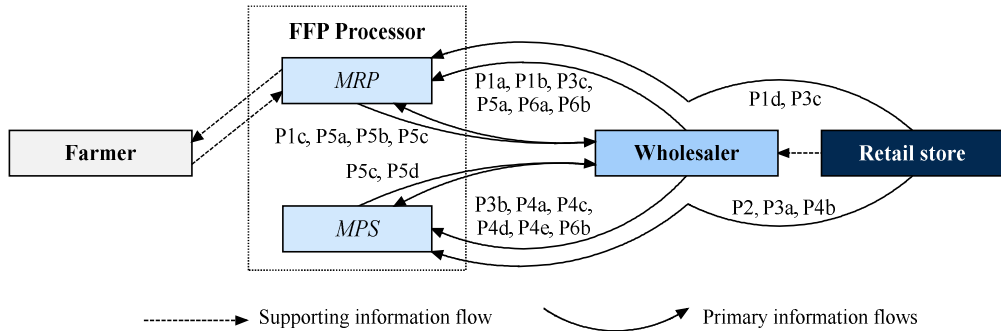 FFP Processor
MRP
P1a, P1b, P3c,
P5a, P6a, P6b
P1d, P3c
P1c, P5a, P5b, P5c
Farmer
Wholesaler
Retail store
P5c, P5d
P3b, P4a, P4c,
P4d, P4e, P6b
P2, P3a, P4b
MPS
Supporting information flow
Primary information flows